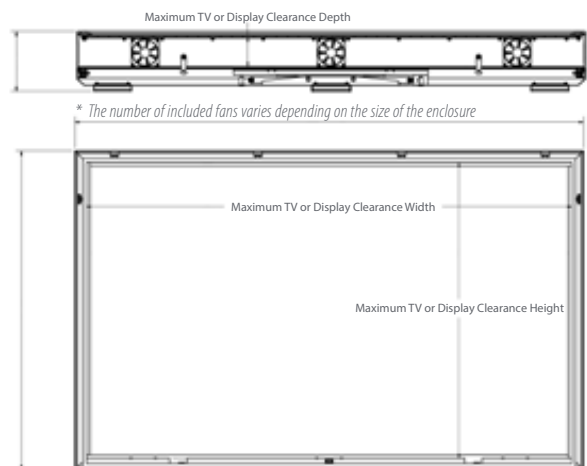 Maximum TV or Display Clearance Depth
* The number of included fans varies depending on the size of the enclosure
Maximum TV or Display Clearance Width
Maximum TV or Display Clearance Height